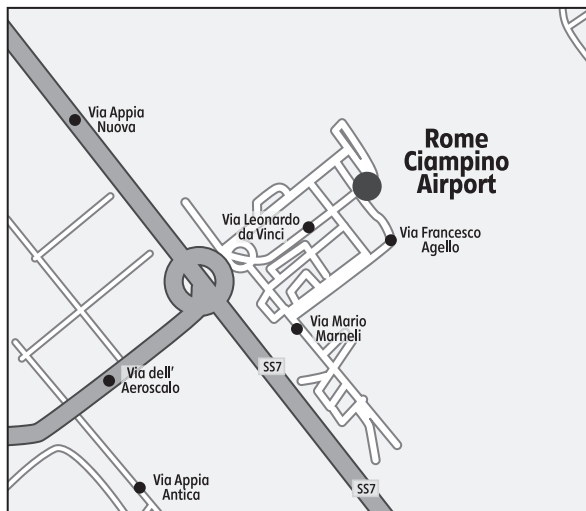 Via Appia
Nuova
Rome
Ciampino
Airport
Via Leonardo
da Vinci
Via Francesco
Agello
Via Mario
Marneli
SS7
Via dell'
Aeroscalo
Via Appia
Antica
SS7